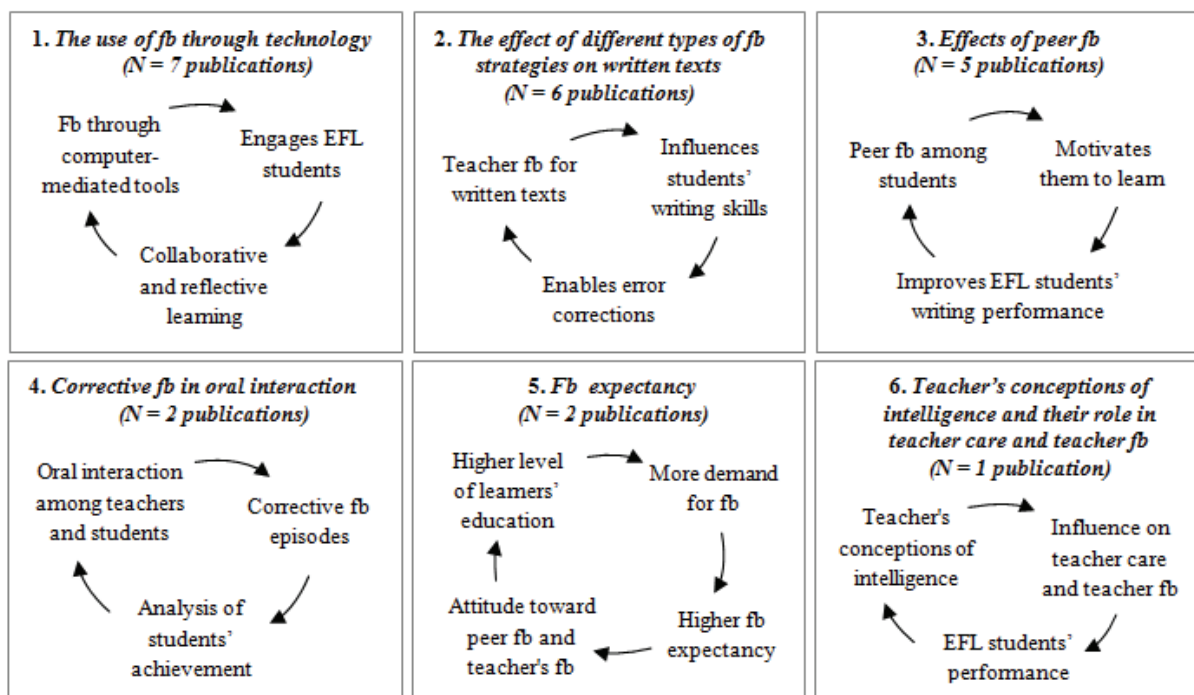 1. The use of fb through technology
(N = 7 publications)
Fb through
computer-
mediated tools
Engages EFL
students
Collaborative
and reflective
learning
2. The effect of different types of fb
strategies on written texts
(N = 6 publications)
Teacher fb for
written texts
Influences
students’
writing skills
Enables error
corrections
3. Effects of peer fb
(N = 5 publications)
Peer fb among
students
Motivates
them to learn
Improves EFL students’
writing performance
4. Corrective fb in oral interaction
(N = 2 publications)
Oral interaction
among teachers
and students
Corrective fb
episodes
Analysis of
students’
achievement
5. Fb expectancy
(N = 2 publications)
Higher level
of learners’
education
More demand
for fb
Higher fb
expectancy
Attitude toward
peer fb and
teacher's fb
6. Teacher’s conceptions of
intelligence and their role in
teacher care and teacher fb
(N = 1 publication)
Teacher's
conceptions of
intelligence
Influence on
teacher care
and teacher fb
EFL students’
performance